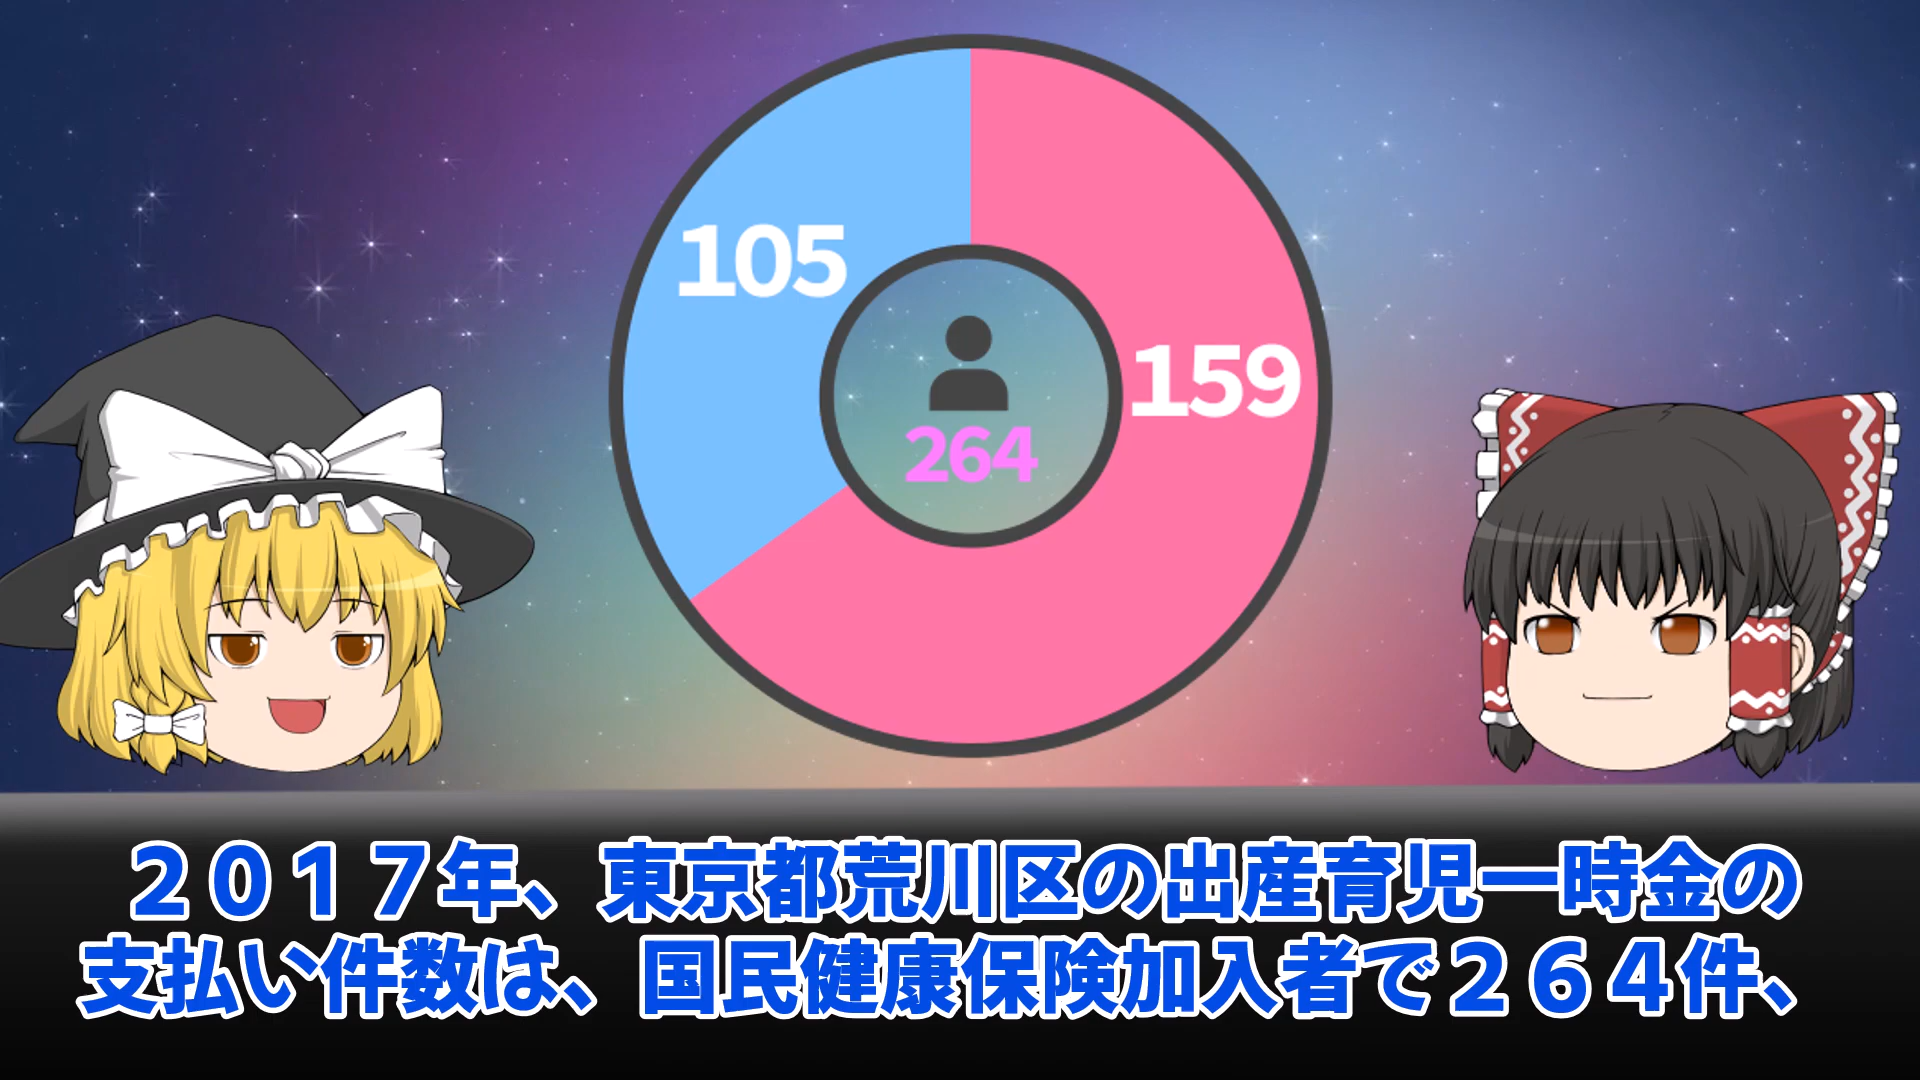 105
159
264
２０１７年、東京都荒川区の出産育児一時金の
支払い件数は、国民健康保険加入者で２６４件、